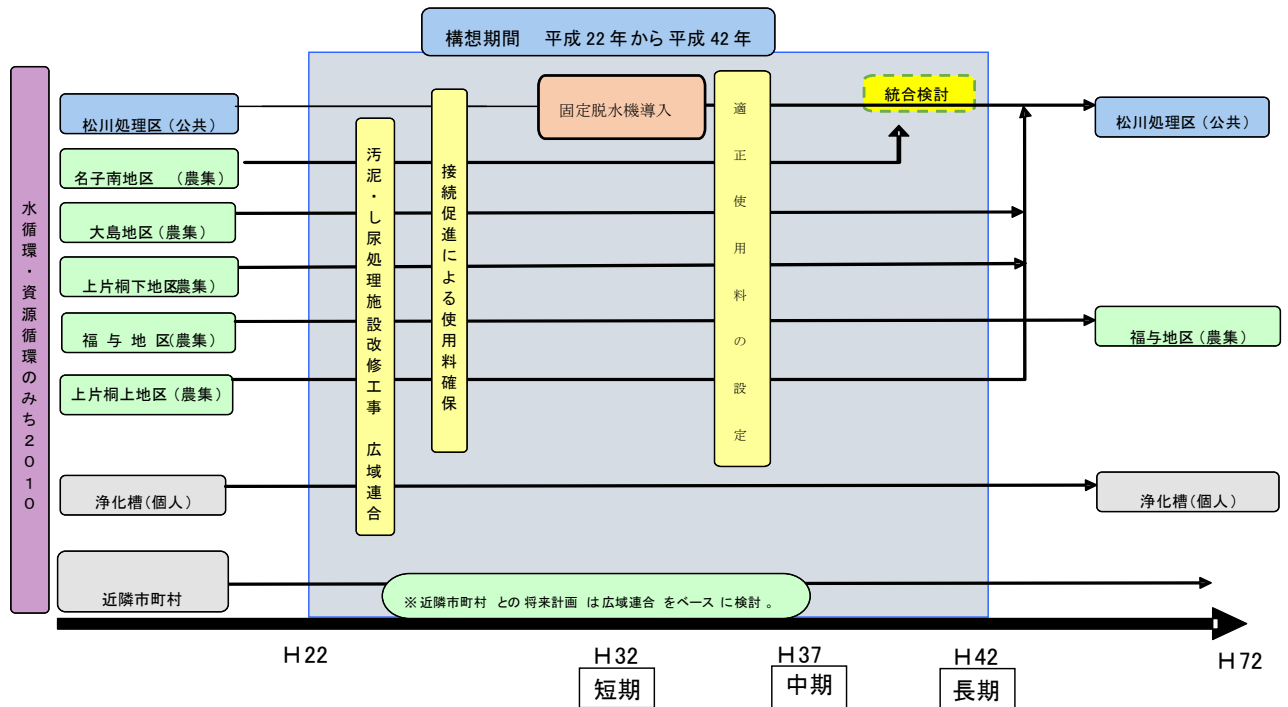 構想期間 平成22年から平成42年
水循環・資源循環のみち2010
松川処理区(公共)
名子南地区 (農集)
大島地区(農集)
上片桐下地区(農集)
福与地区(農集)
上片桐上地区(農集)
浄化槽(個人)
近隣市町村
汚泥・し尿処理施設改修工事 広域連合
接続促進による使用料確保
固定脱水機導入
適正使用料の設定
統合検討
松川処理区(公共)
福与地区(農集)
浄化槽(個人)
※近隣市町村との将来計画は広域連合をベースに検討。
H22
H32
H37
H42
H72
短期
中期
長期